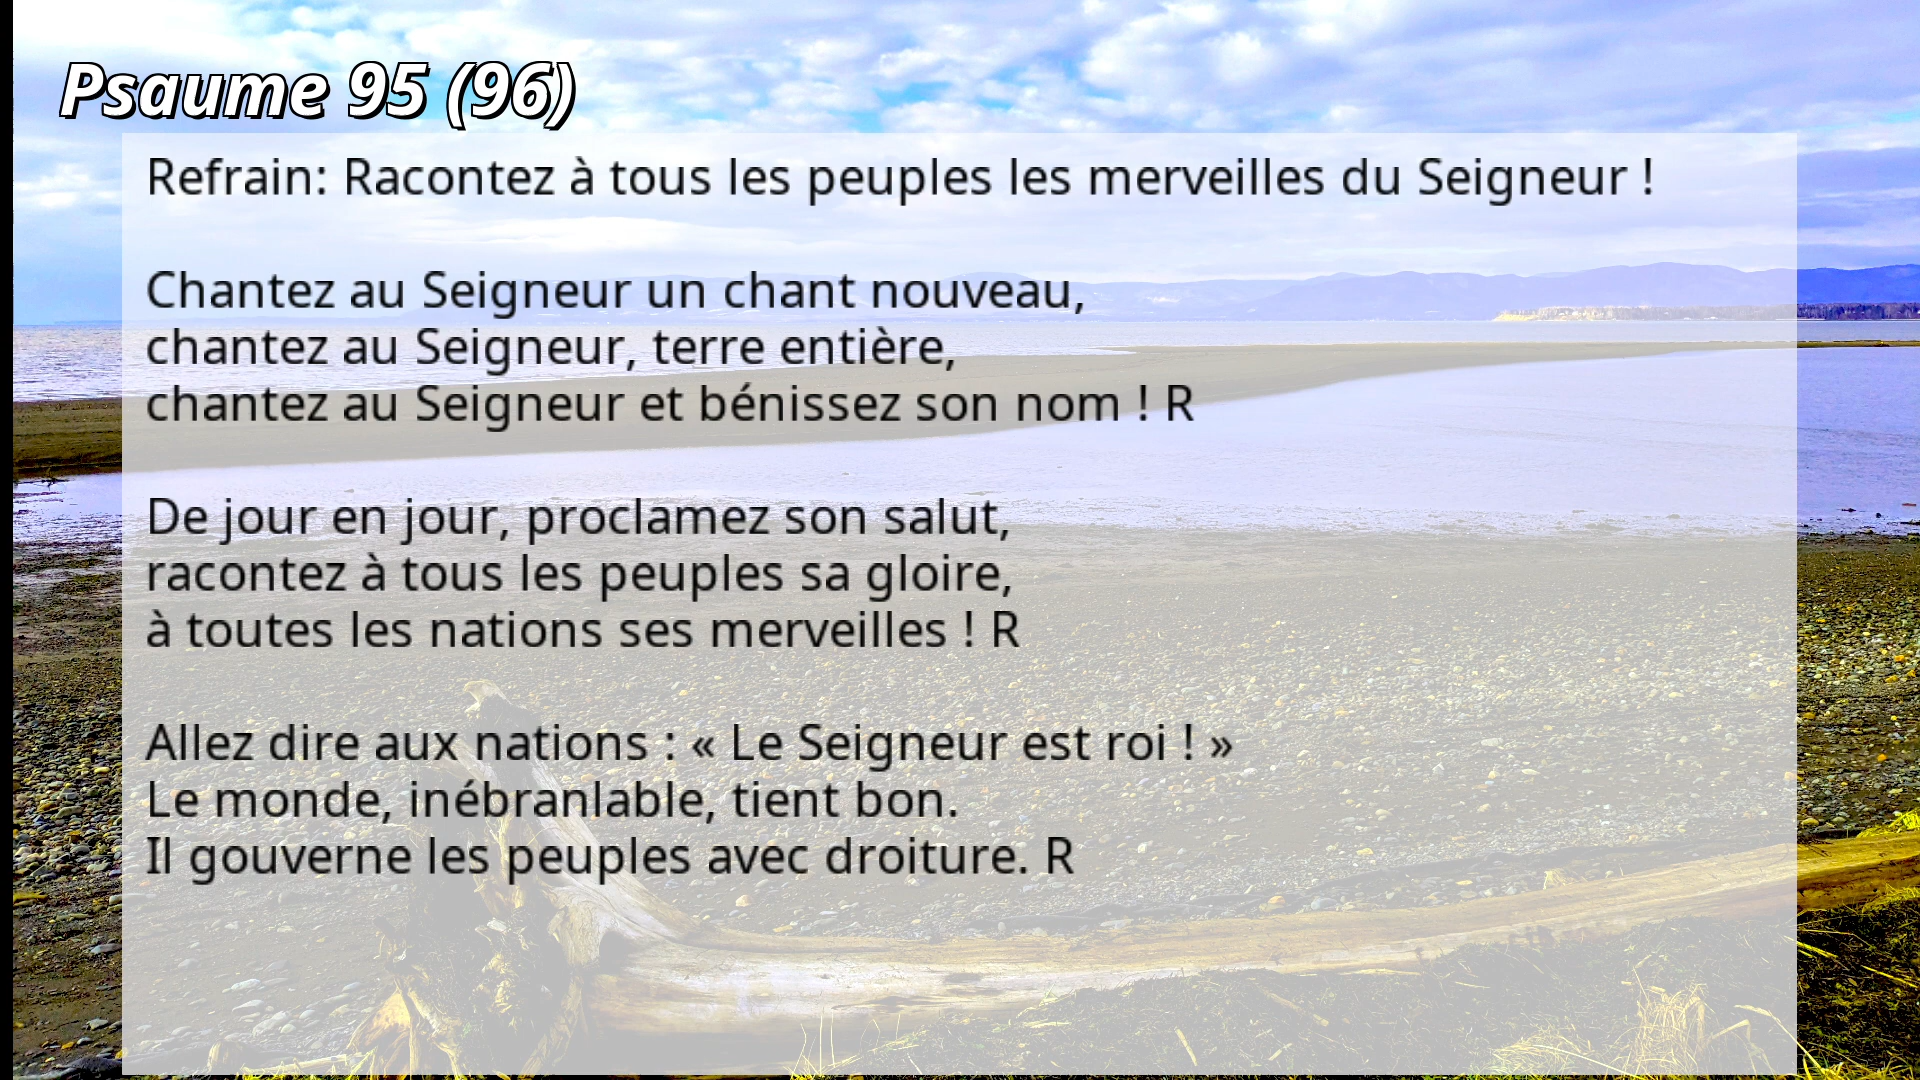 Psaume 95 (96)
Refrain: Racontez à tous les peuples les merveilles du Seigneur !
Chantez au Seigneur un chant nouveau,
chantez au Seigneur, terre entière,
chantez au Seigneur et bénissez son nom ! R
De jour en jour, proclamez son salut,
racontez à tous les peuples sa gloire,
à toutes les nations ses merveilles ! R
Allez dire aux nations : « Le Seigneur est roi ! »
Le monde, inébranlable, tient bon.
Il gouverne les peuples avec droiture. R